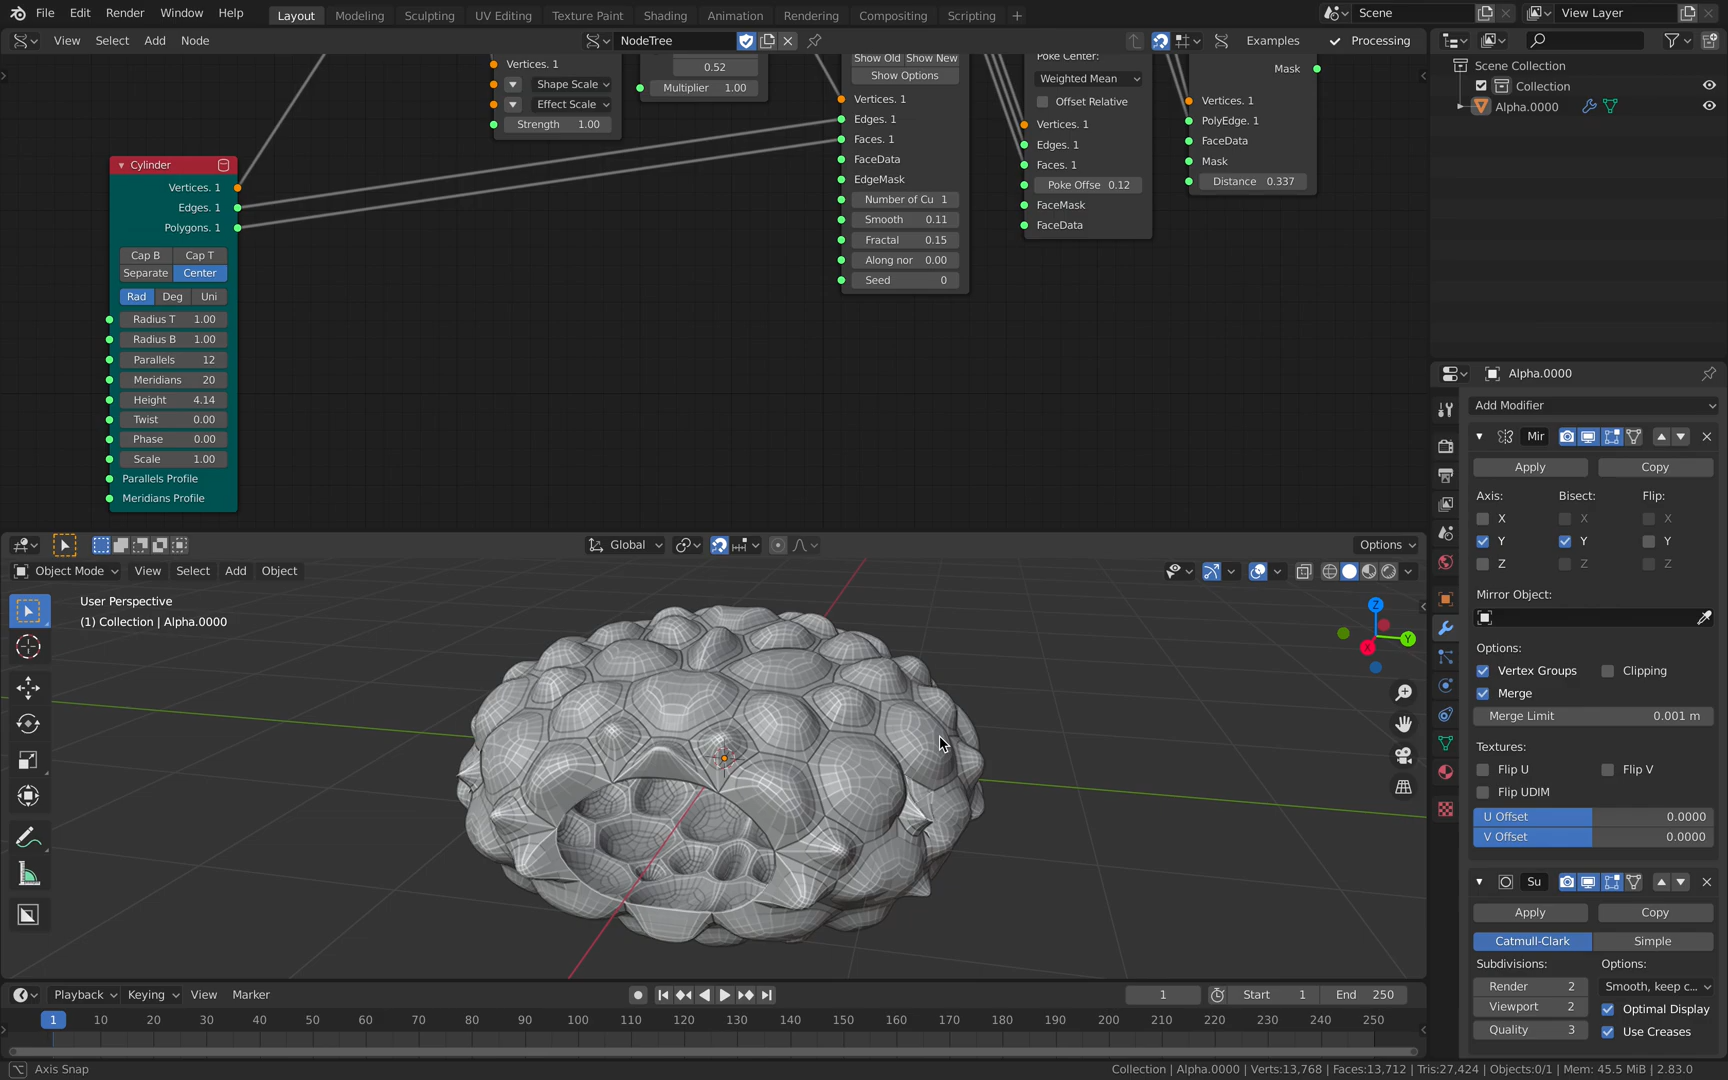 File Edit Render Window Help Layout Modeling Sculpting UV Editing Texture Paint Shading Animation Rendering Compositing Scripting + Scene View Layer
View Select Add Node NodeTree Examples Processing
Scene Collection
Collection
Alpha.0000
Vertices. 1
Shape Scale
Effect Scale
Strength 1.00
0.52
Multiplier 1.00
Show Old Show New
Show Options
Vertices. 1
Edges. 1
Faces. 1
FaceData
EdgeMask
Number of Cu 1
Smooth 0.11
Fractal 0.15
Along nor 0.00
Seed 0
Poke Center:
Weighted Mean
Offset Relative
Vertices. 1
Edges. 1
Faces. 1
Poke Offse 0.12
FaceMask
FaceData
Mask
Vertices. 1
PolyEdge. 1
FaceData
Mask
Distance 0.337
Cylinder
Vertices. 1
Edges. 1
Polygons. 1
Cap B Cap T
Separate Center
Rad Deg Uni
Radius T 1.00
Radius B 1.00
Parallels 12
Meridians 20
Height 4.14
Twist 0.00
Phase 0.00
Scale 1.00
Parallels Profile
Meridians Profile
Alpha.0000
Add Modifier
Mir
Apply Copy
Axis: Bisect: Flip:
X X X
Y Y Y
Z Z Z
Mirror Object:
Options:
Vertex Groups Clipping
Merge
Merge Limit 0.001 m
Textures:
Flip U Flip V
Flip UDIM
U Offset 0.0000
V Offset 0.0000
Su
Apply Copy
Catmull-Clark Simple
Subdivisions: Options:
Render 2 Smooth, keep c...
Viewport 2 Optimal Display
Quality 3 Use Creases
Global Options
Object Mode View Select Add Object
User Perspective
(1) Collection | Alpha.0000
Z
Y
X
Playback Keying View Marker 1 Start 1 End 250
1 10 20 30 40 50 60 70 80 90 100 110 120 130 140 150 160 170 180 190 200 210 220 230 240 250
Axis Snap Collection | Alpha.0000 | Verts:13,768 | Faces:13,712 | Tris:27,424 | Objects:0/1 | Mem: 45.5 MiB | 2.83.0